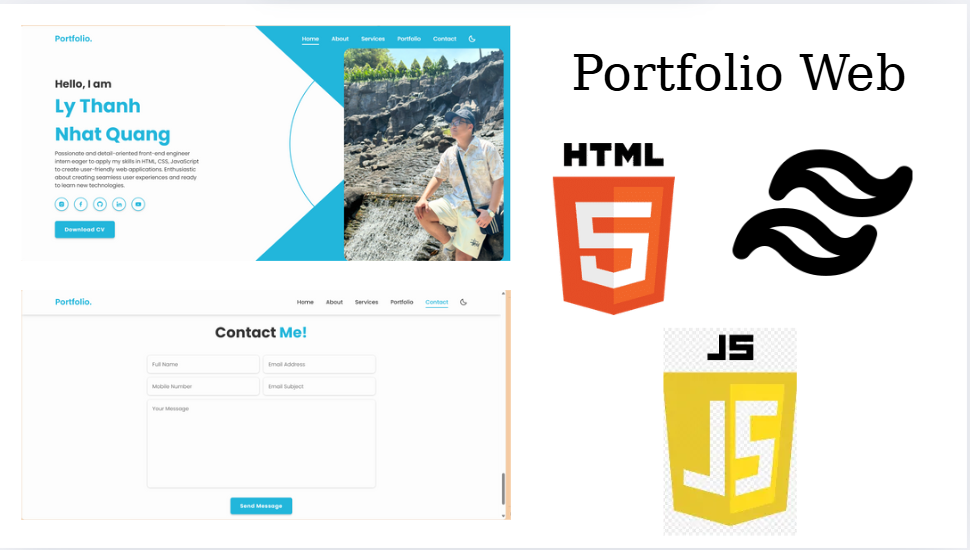 Portfolio.
Home About Services Portfolio Contact
Hello, I am
Ly Thanh
Nhat Quang
Passionate and detail-oriented front-end engineer
intern eager to apply my skills in HTML, CSS, JavaScript
to create user-friendly web applications. Enthusiastic
about creating seamless user experiences and ready
to learn new technologies.
Download CV
Portfolio.
Home About Services Portfolio Contact
Contact Me!
Full Name
Email Address
Mobile Number
Email Subject
Your Message
Send Message
Portfolio Web
HTML
5
JS
JS